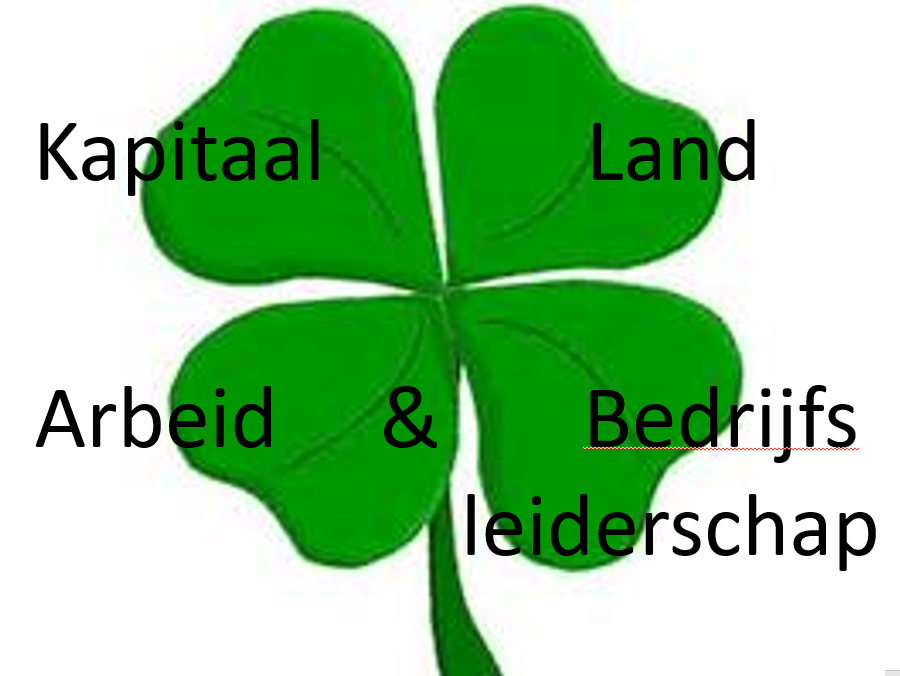 Kapitaal Land
Arbeid & Bedrijfs
leiderschap